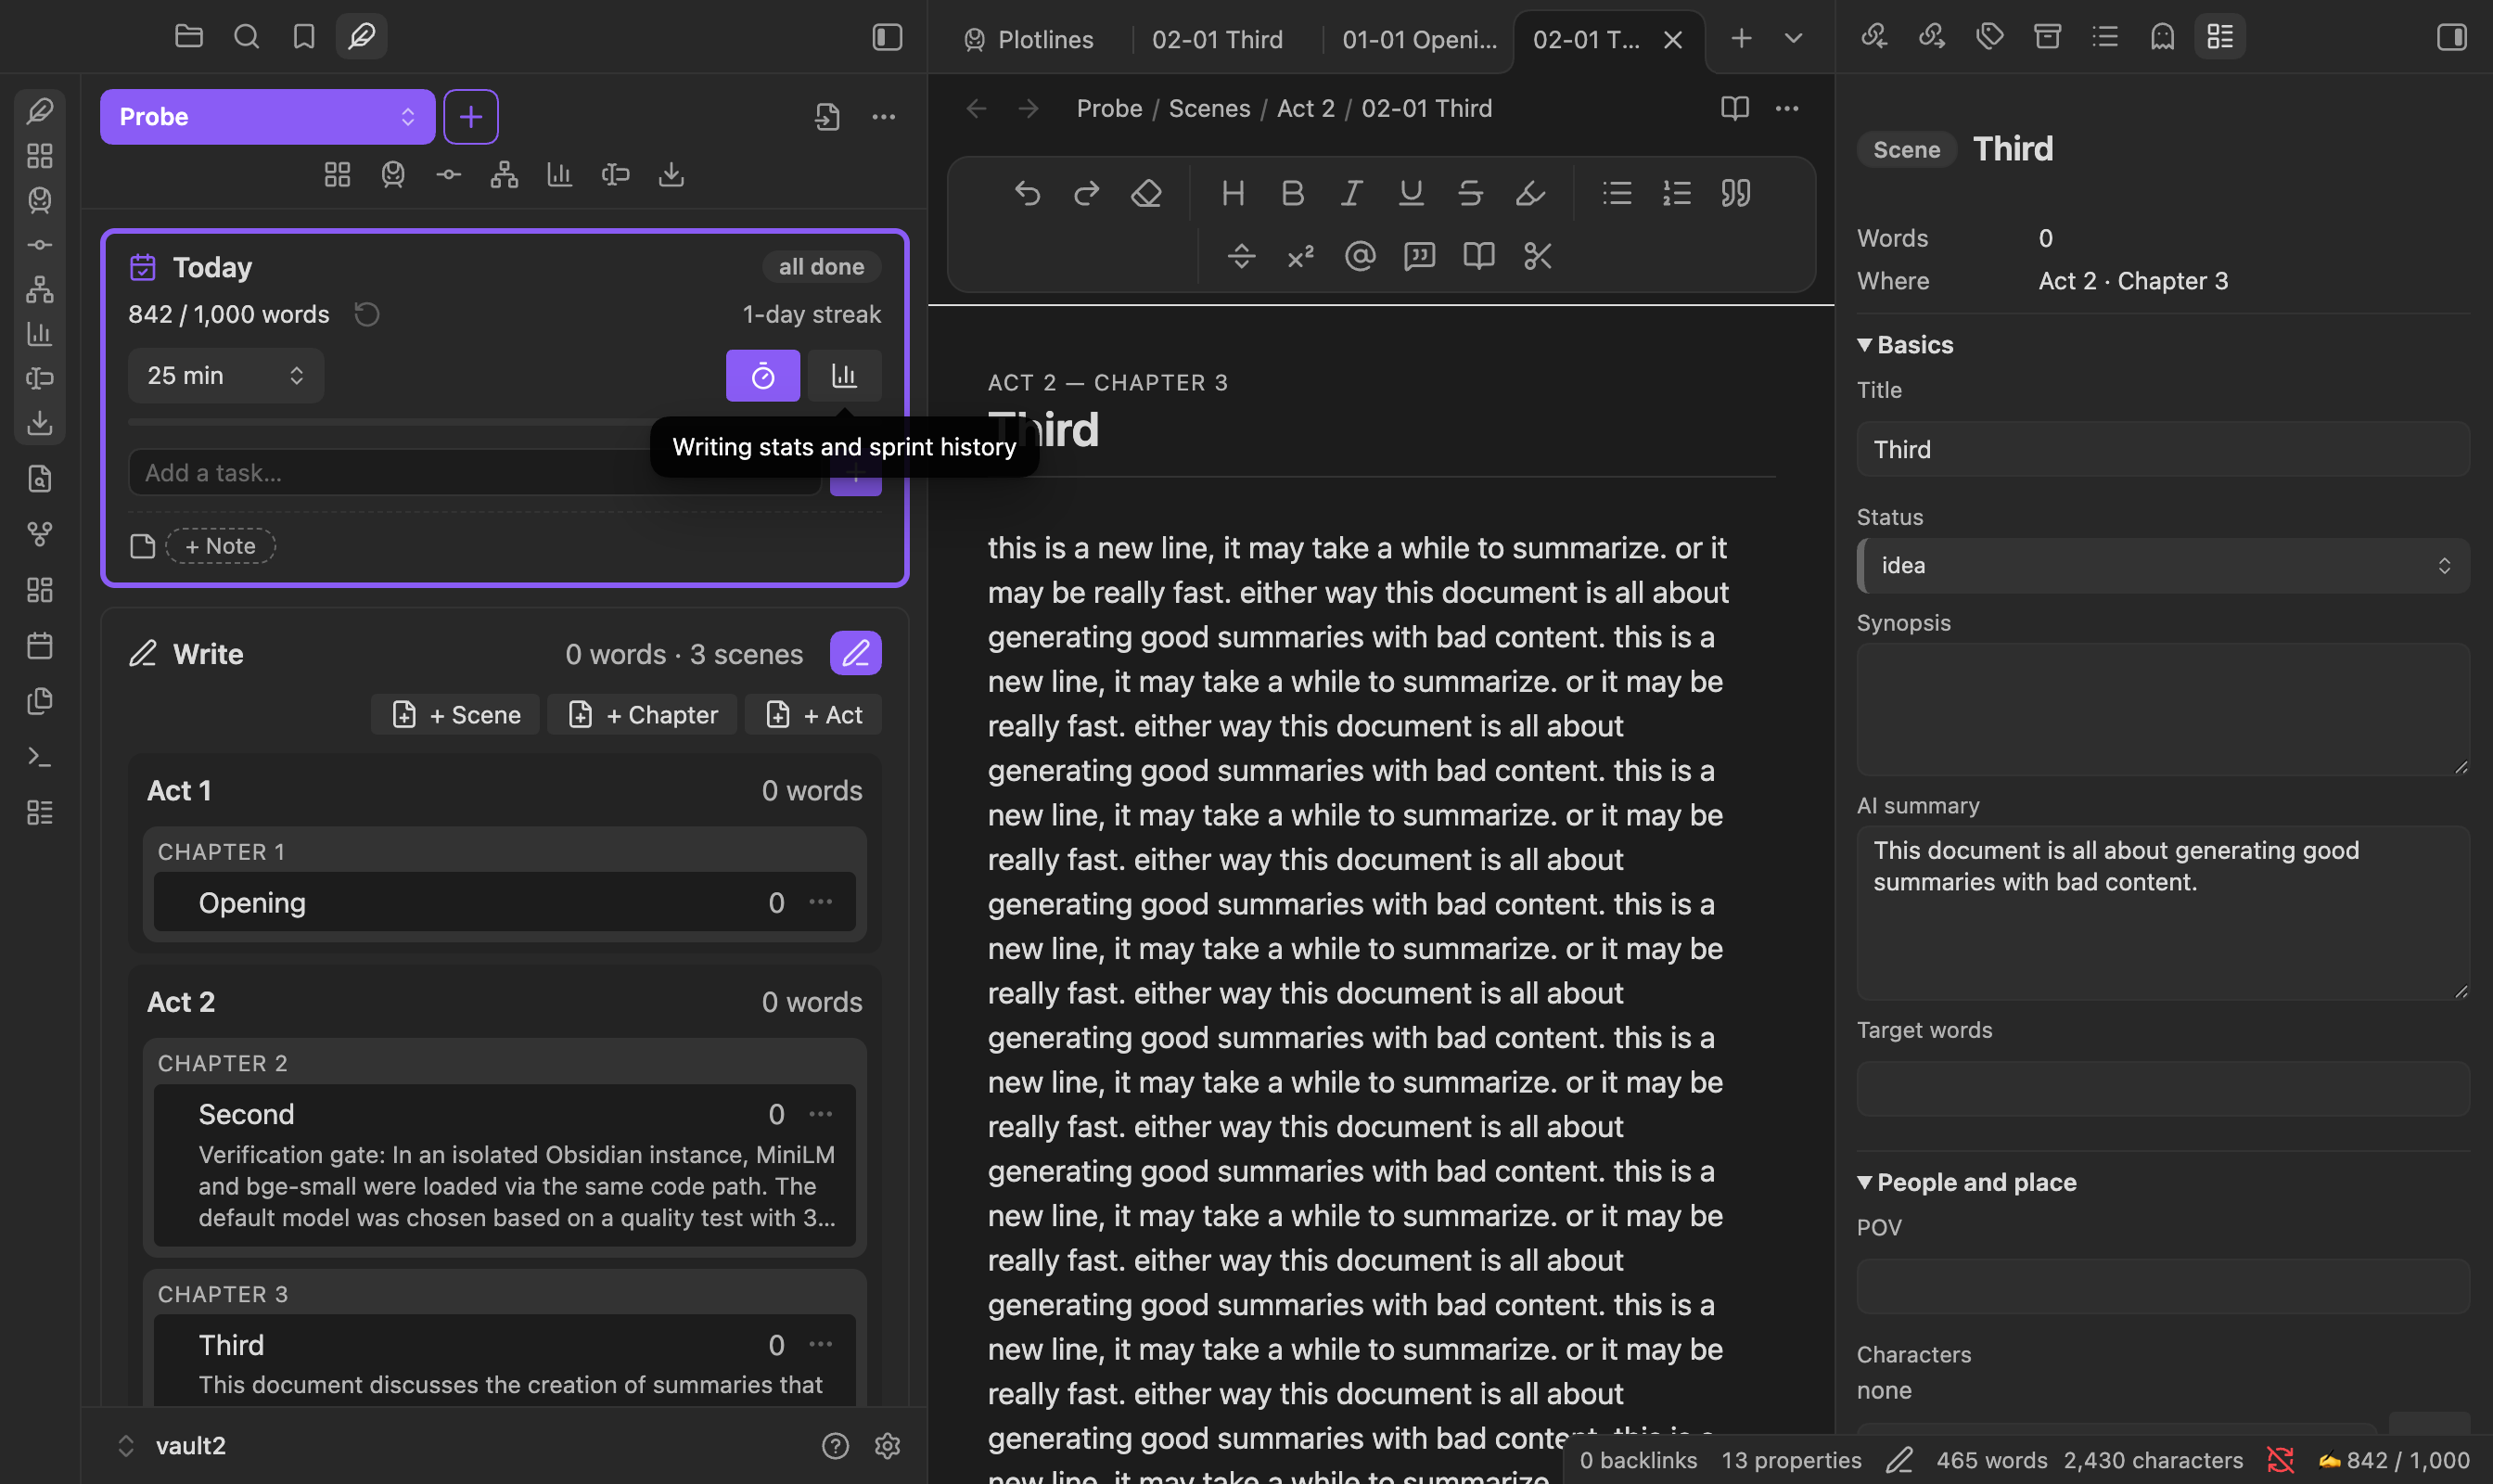 Probe
Today
all done
842 / 1,000 words
1-day streak
25 min
Writing stats and sprint history
Add a task...
+ Note
Write
0 words · 3 scenes
+ Scene
+ Chapter
+ Act
Act 1
0 words
CHAPTER 1
Opening
0
Act 2
0 words
CHAPTER 2
Second
0
Verification gate: In an isolated Obsidian instance, MiniLM
and bge-small were loaded via the same code path. The
default model was chosen based on a quality test with 3...
CHAPTER 3
Third
0
This document discusses the creation of summaries that
vault2
Plotlines
02-01 Third
01-01 Openi...
02-01 T...
Probe / Scenes / Act 2 / 02-01 Third
ACT 2 — CHAPTER 3
Third
this is a new line, it may take a while to summarize. or it
may be really fast. either way this document is all about
generating good summaries with bad content. this is a
new line, it may take a while to summarize. or it may be
really fast. either way this document is all about
generating good summaries with bad content. this is a
new line, it may take a while to summarize. or it may be
really fast. either way this document is all about
generating good summaries with bad content. this is a
new line, it may take a while to summarize. or it may be
really fast. either way this document is all about
generating good summaries with bad content. this is a
new line, it may take a while to summarize. or it may be
really fast. either way this document is all about
generating good summaries with bad content. this is a
new line, it may take a while to summarize. or it may be
really fast. either way this document is all about
generating good summaries with bad content. this is a
new line, it may take a while to summarize. or it may be
really fast. either way this document is all about
generating good summaries with bad conte
new line, it may take a while to summarize.
Scene
Third
Words
0
Where
Act 2 · Chapter 3
Basics
Title
Third
Status
idea
Synopsis
AI summary
This document is all about generating good
summaries with bad content.
Target words
People and place
POV
Characters
none
0 backlinks
13 properties
465 words
2,430 characters
842 / 1,000